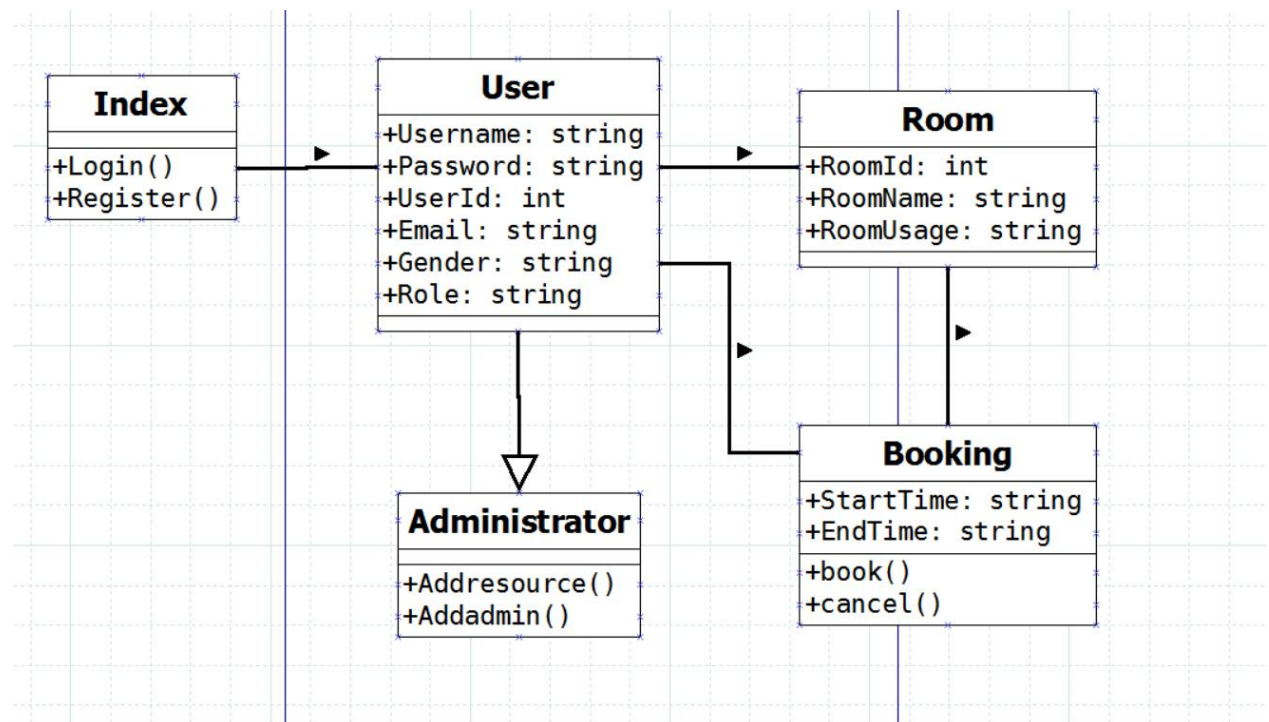 Index
+Login()
+Register()
User
+Username: string
+Password: string
+UserId: int
+Email: string
+Gender: string
+Role: string
Room
+RoomId: int
+RoomName: string
+RoomUsage: string
Administrator
+Addresource()
+Addadmin()
Booking
+StartTime: string
+EndTime: string
+book()
+cancel()